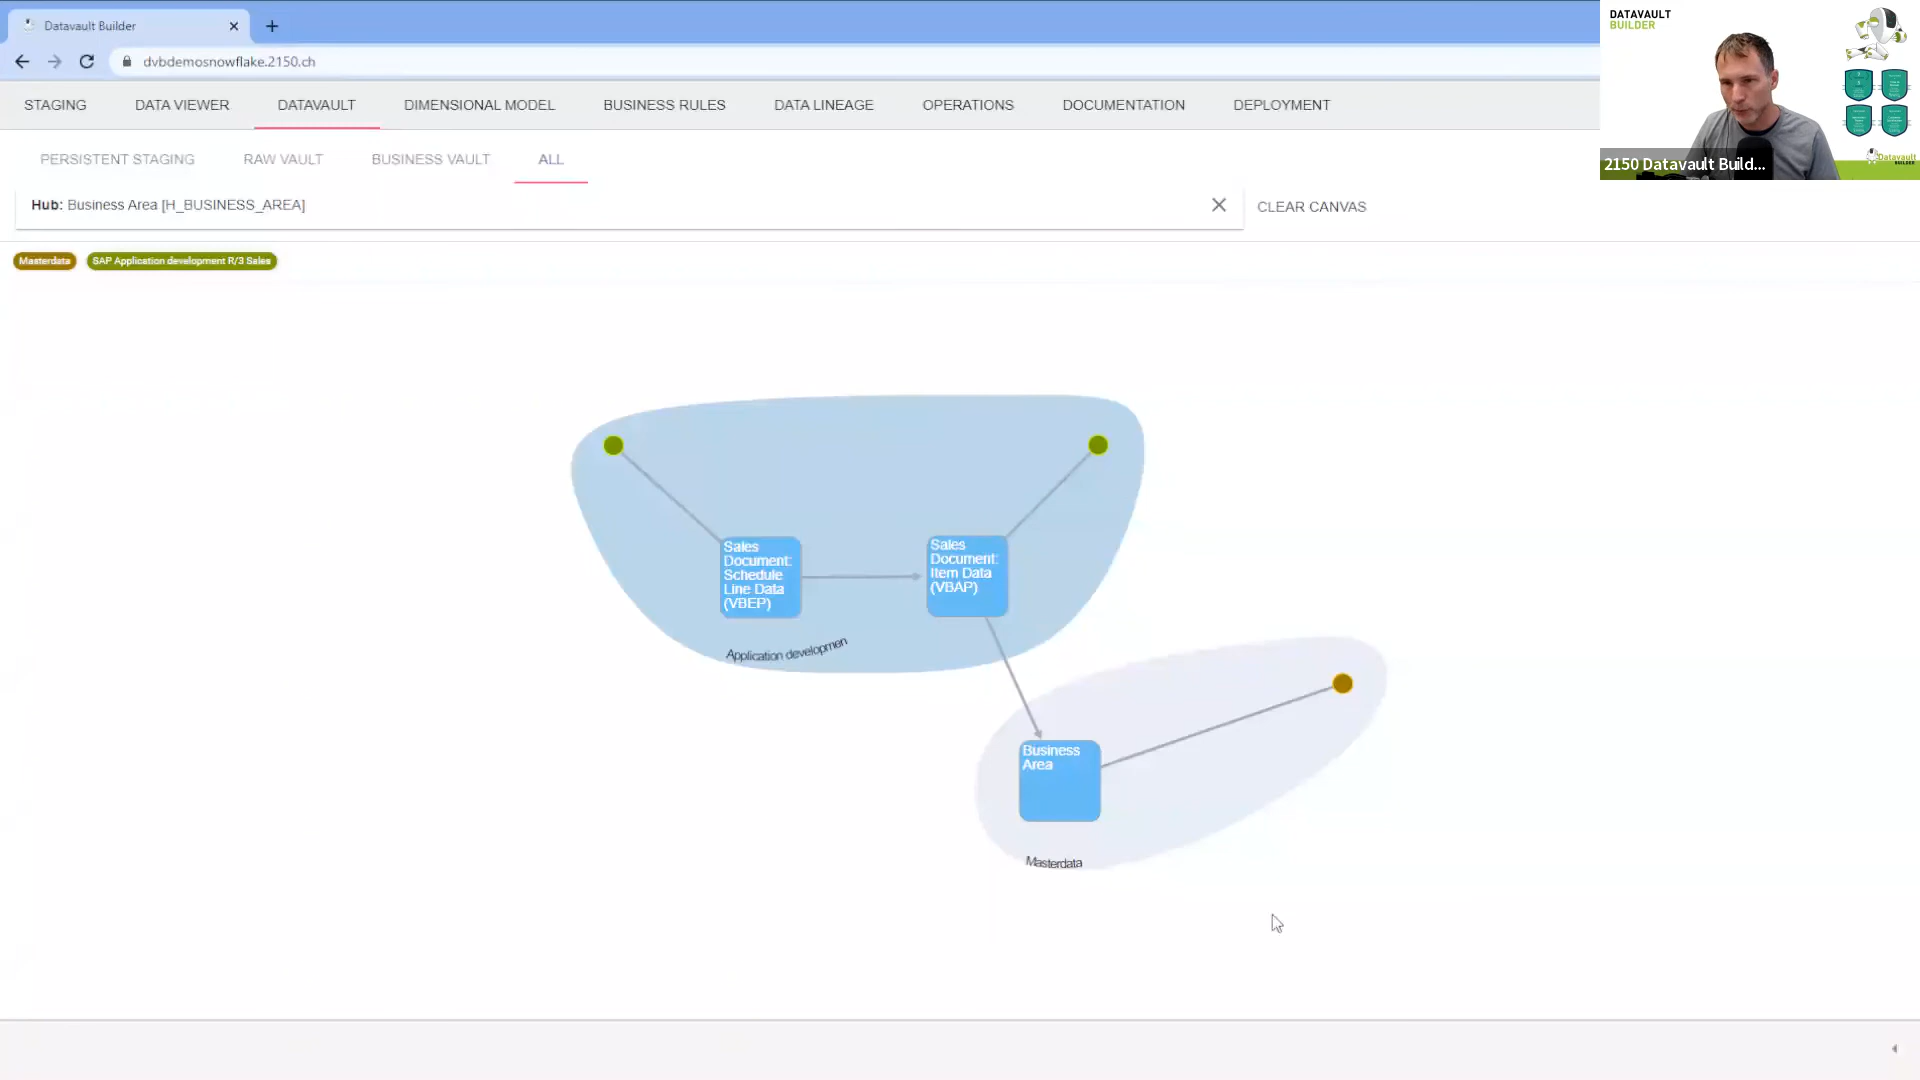 Datavault Builder
dvbdemosnowflake.2150.ch
DATAVAULT
BUILDER
STAGING
DATA VIEWER
DATAVAULT
DIMENSIONAL MODEL
BUSINESS RULES
DATA LINEAGE
OPERATIONS
DOCUMENTATION
DEPLOYMENT
PERSISTENT STAGING
RAW VAULT
BUSINESS VAULT
ALL
2150 Datavault Build...
Datavault
BUILDER
Hub: Business Area [H_BUSINESS_AREA]
CLEAR CANVAS
Masterdata
SAP Application development R/3 Sales
Sales
Document:
Schedule
Line Data
(VBEP)
Sales
Document:
Item Data
(VBAP)
Application developmen
Business
Area
Masterdata